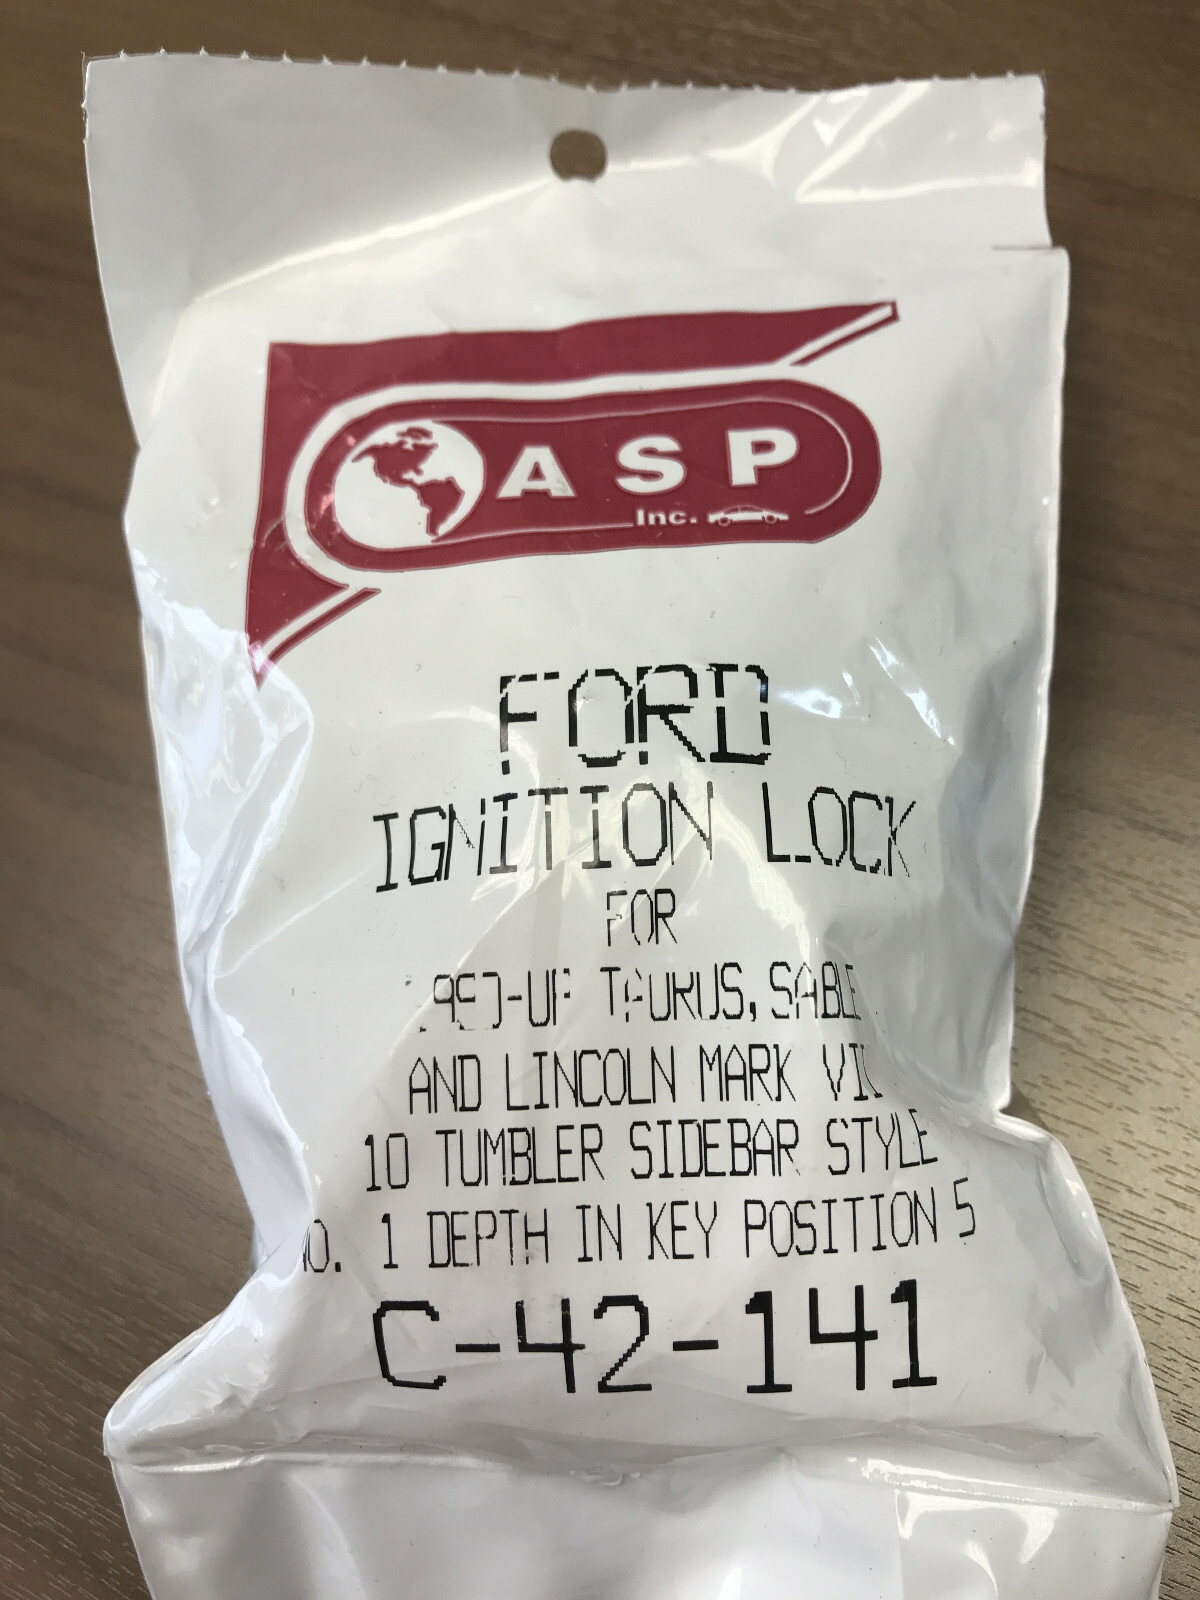 ASP
Inc.
FORD
IGNITION LOCK
FOR
TAURUS, SABLE
AND LINCOLN MARK
10 TUMBLER SIDEBAR STYLE
NO. 1 DEPTH IN KEY POSITION 5
C-42-141